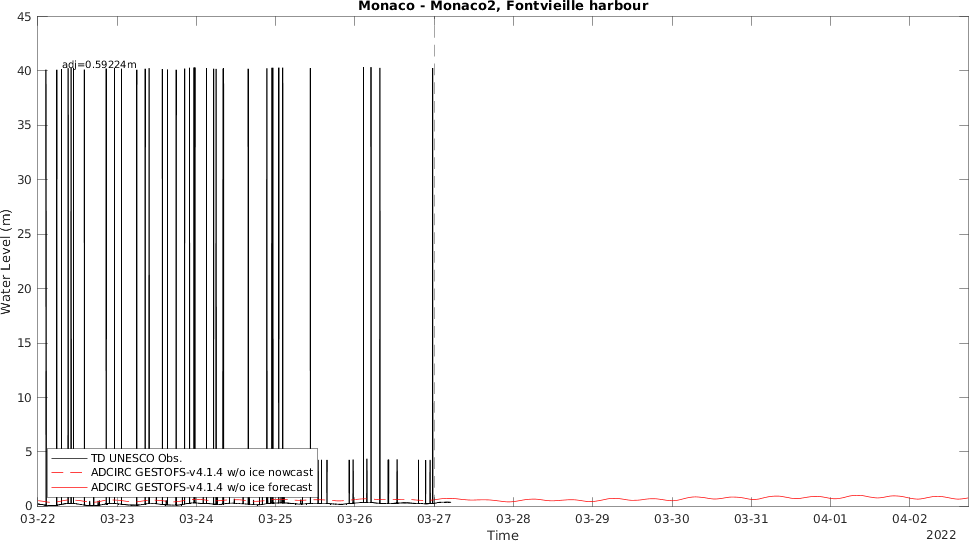 Monaco - Monaco2, Fontvieille harbour
adj=0.59224m
Water Level (m)
45
40
35
30
25
20
15
10
5
0
TD UNESCO Obs.
ADCIRC GESTOFS-v4.1.4 w/o ice nowcast
ADCIRC GESTOFS-v4.1.4 w/o ice forecast
03-22 03-23 03-24 03-25 03-26 03-27 03-28 03-29 03-30 03-31 04-01 04-02
Time
2022